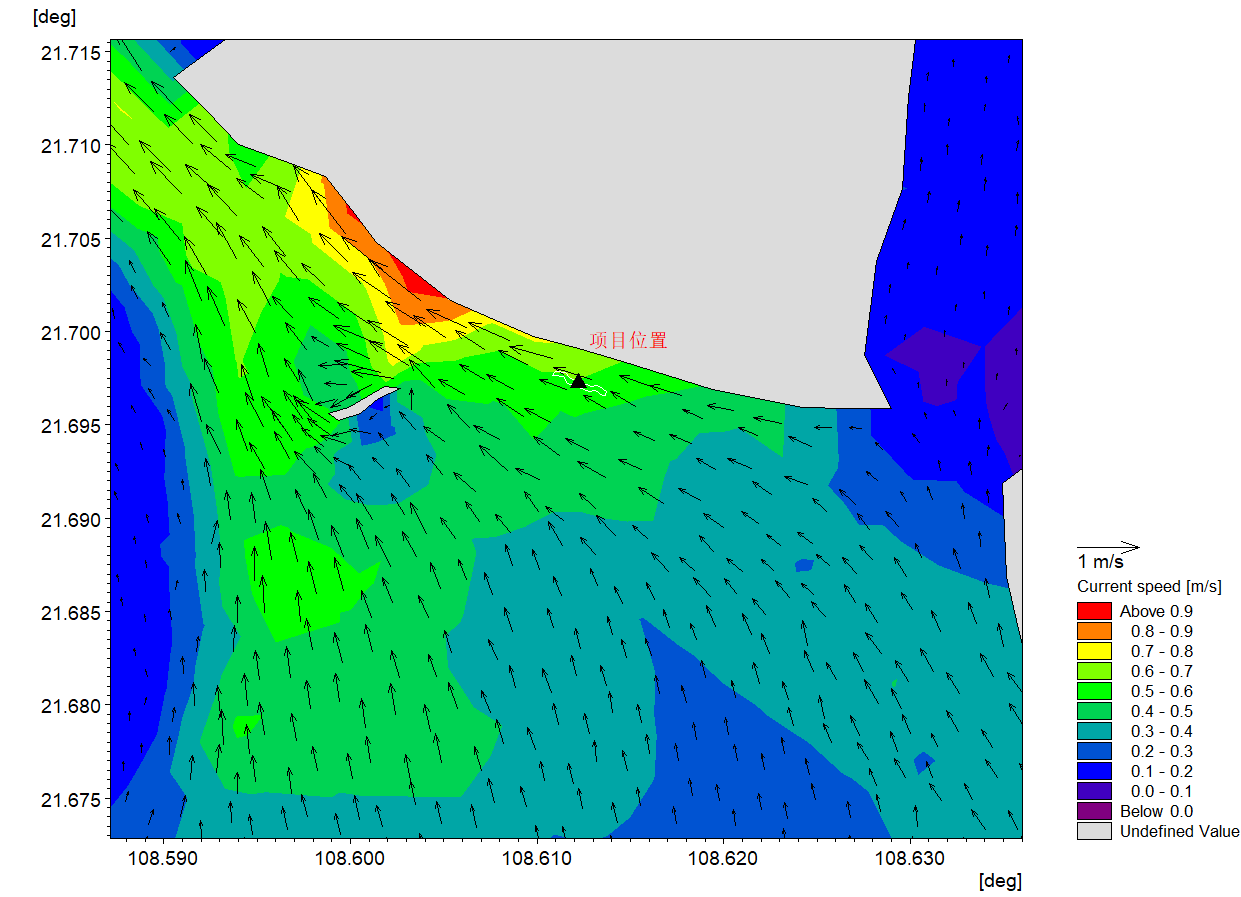 [deg]
21.715
21.710
21.705
21.700
21.695
21.690
21.685
21.680
21.675
108.590
108.600
108.610
108.620
108.630
[deg]
项目位置
1 m/s
Current speed [m/s]
Above 0.9
0.8 - 0.9
0.7 - 0.8
0.6 - 0.7
0.5 - 0.6
0.4 - 0.5
0.3 - 0.4
0.2 - 0.3
0.1 - 0.2
0.0 - 0.1
Below 0.0
Undefined Value